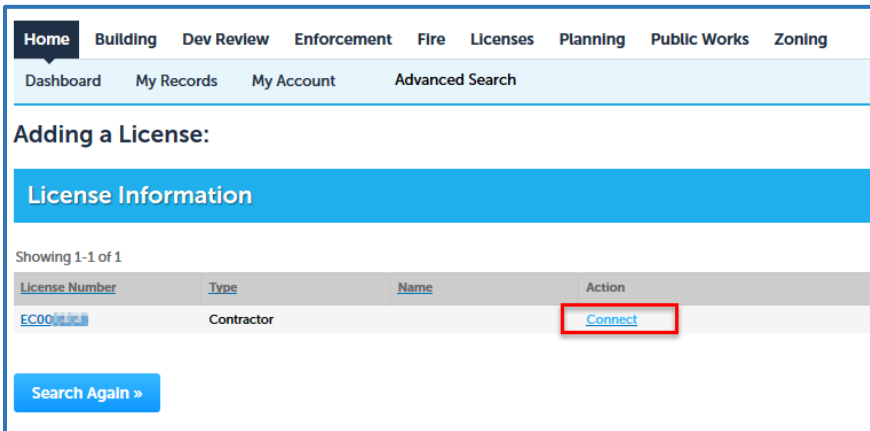 Home Building Dev Review Enforcement Fire Licenses Planning Public Works Zoning
Dashboard My Records My Account Advanced Search
Adding a License:
License Information
Showing 1-1 of 1
License Number Type Name Action
EC00 Contractor Connect
Search Again »